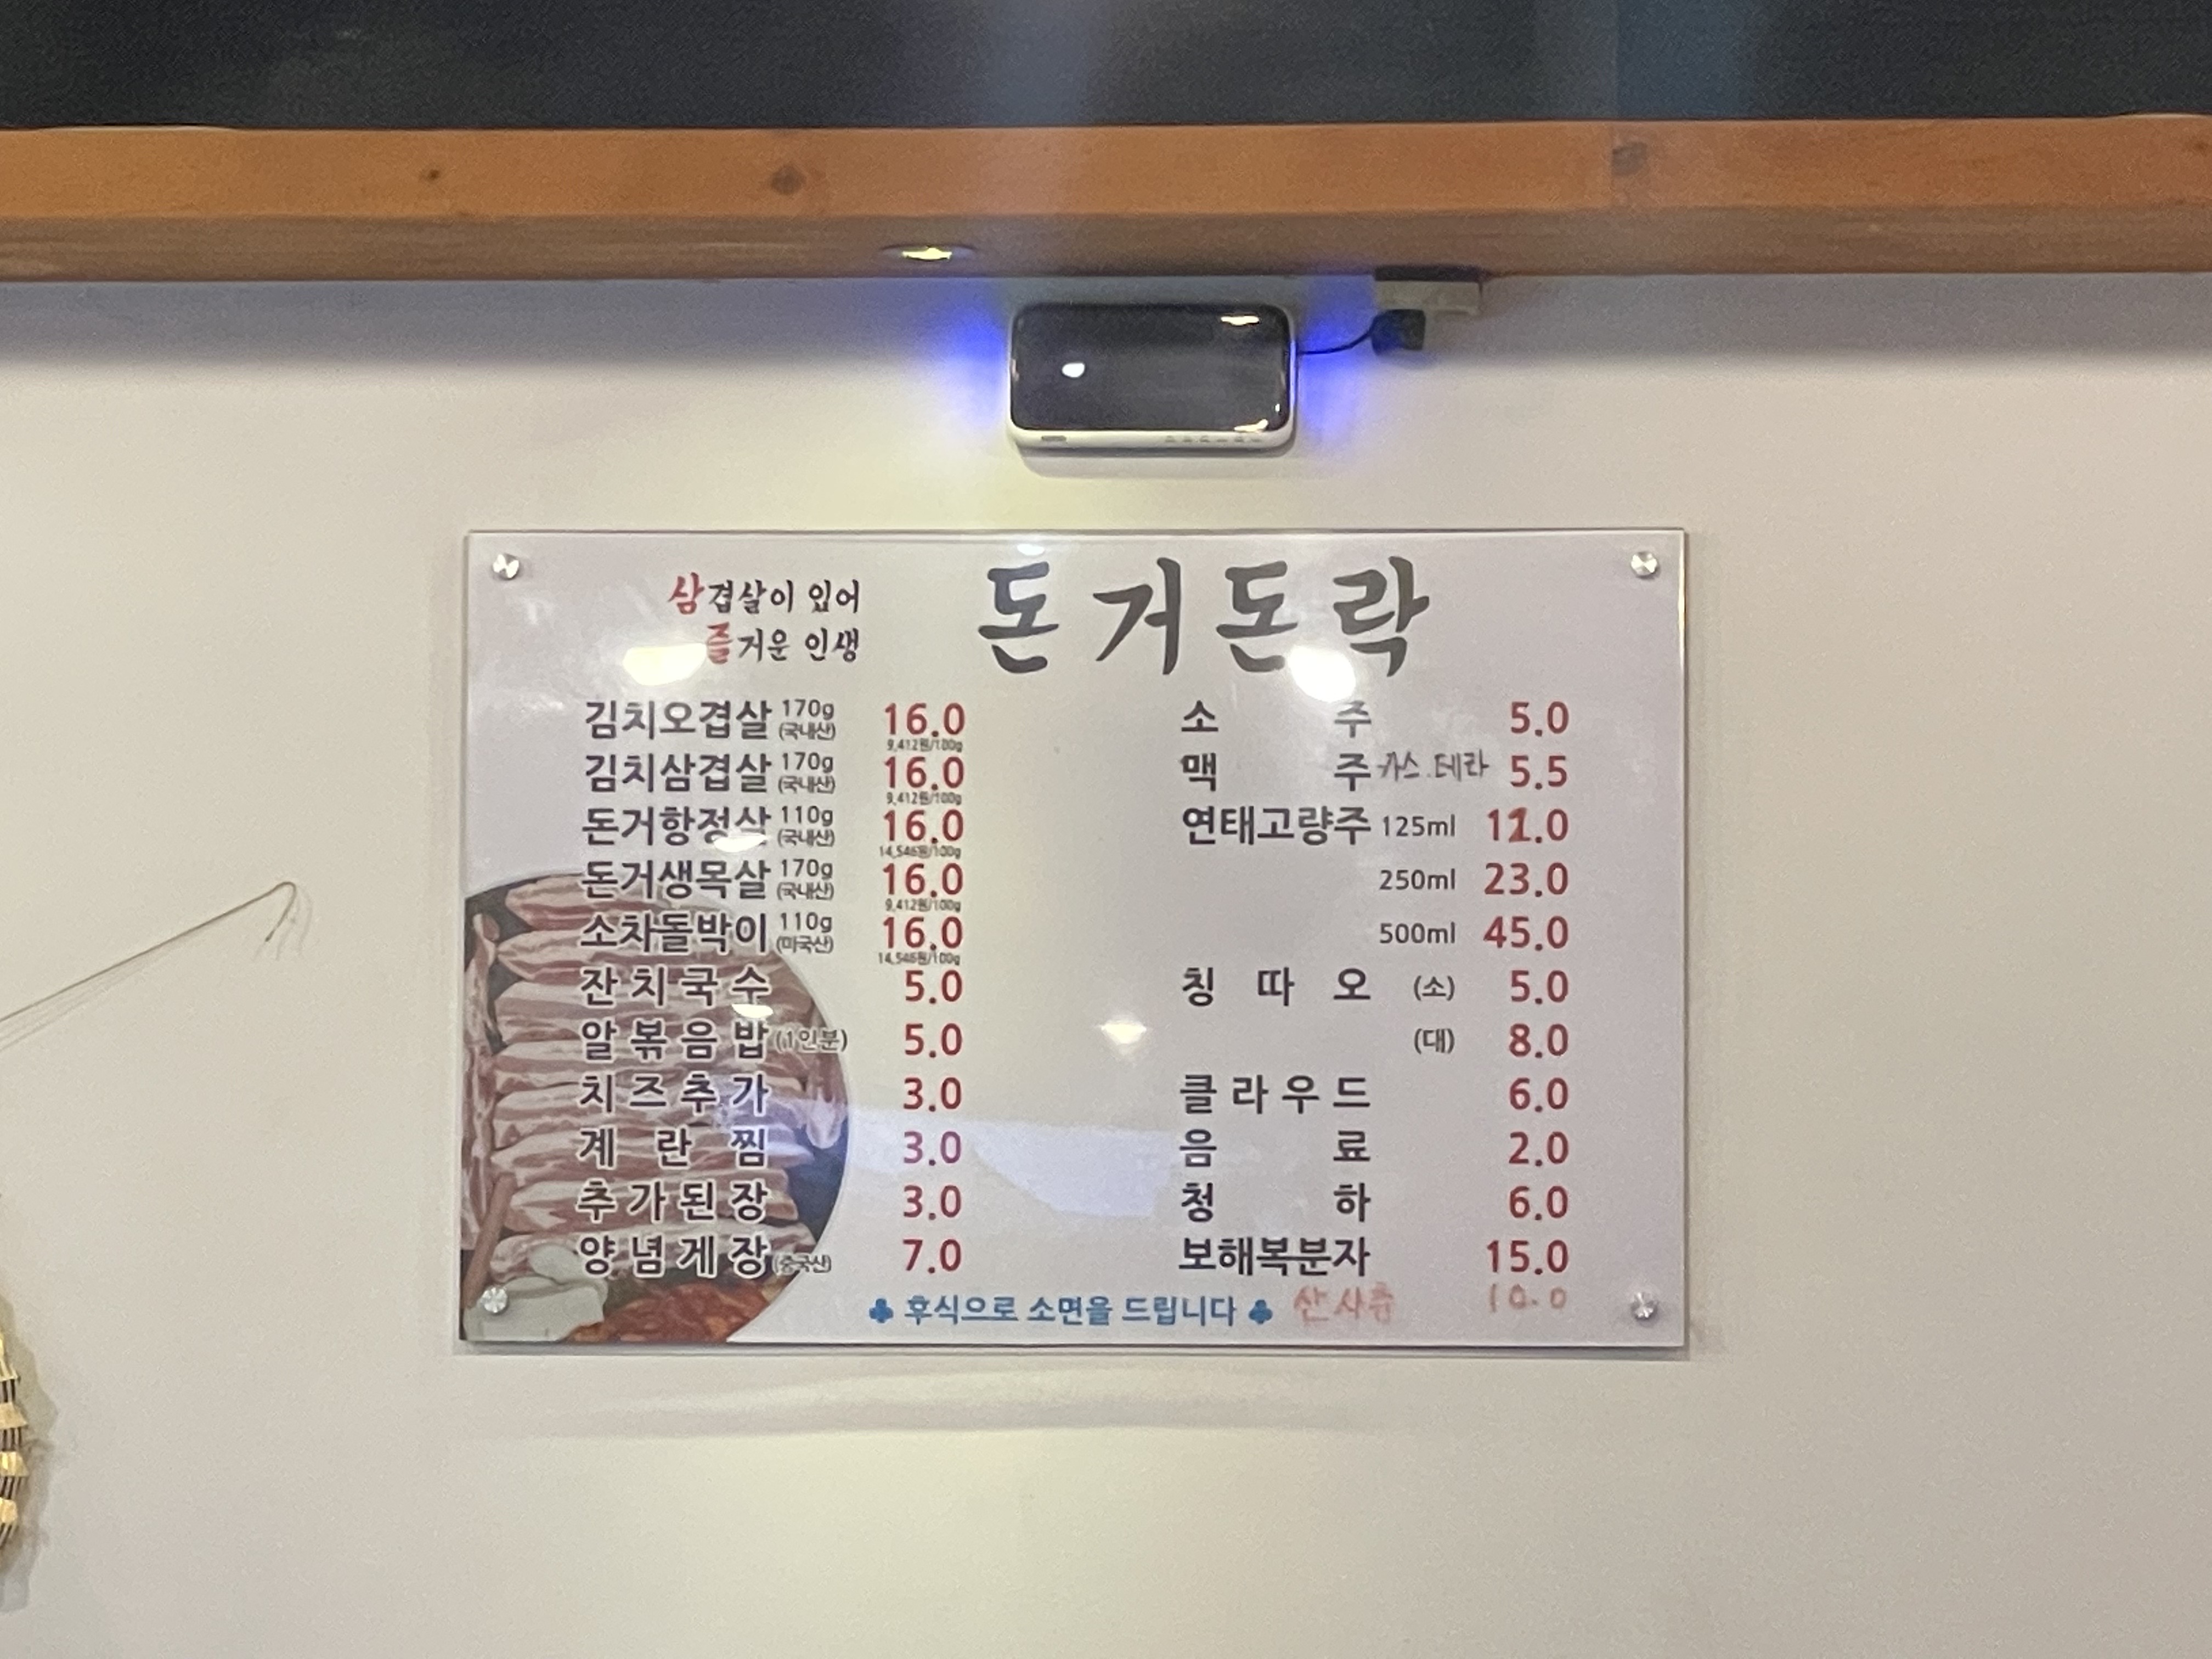 삼겹살이 있어
즐거운 인생
돈거돈락
김치오겹살 170g (국내산) 16.0
9,412원/100g
김치삼겹살 170g (국내산) 16.0
9,412원/100g
돈거항정살 110g (국내산) 16.0
14,546원/100g
돈거생목살 170g (국내산) 16.0
9,412원/100g
소차돌박이 110g (미국산) 16.0
14,546원/100g
잔치국수 5.0
알볶음밥 (1인분) 5.0
치즈추가 3.0
계란찜 3.0
추가된장 3.0
양념게장 (중국산) 7.0
소주 5.0
맥주 카스.테라 5.5
연태고량주 125ml 11.0
250ml 23.0
500ml 45.0
칭따오 (소) 5.0
(대) 8.0
클라우드 6.0
음료 2.0
청하 6.0
보해복분자 15.0
산사춘 10.0
♣ 후식으로 소면을 드립니다 ♣